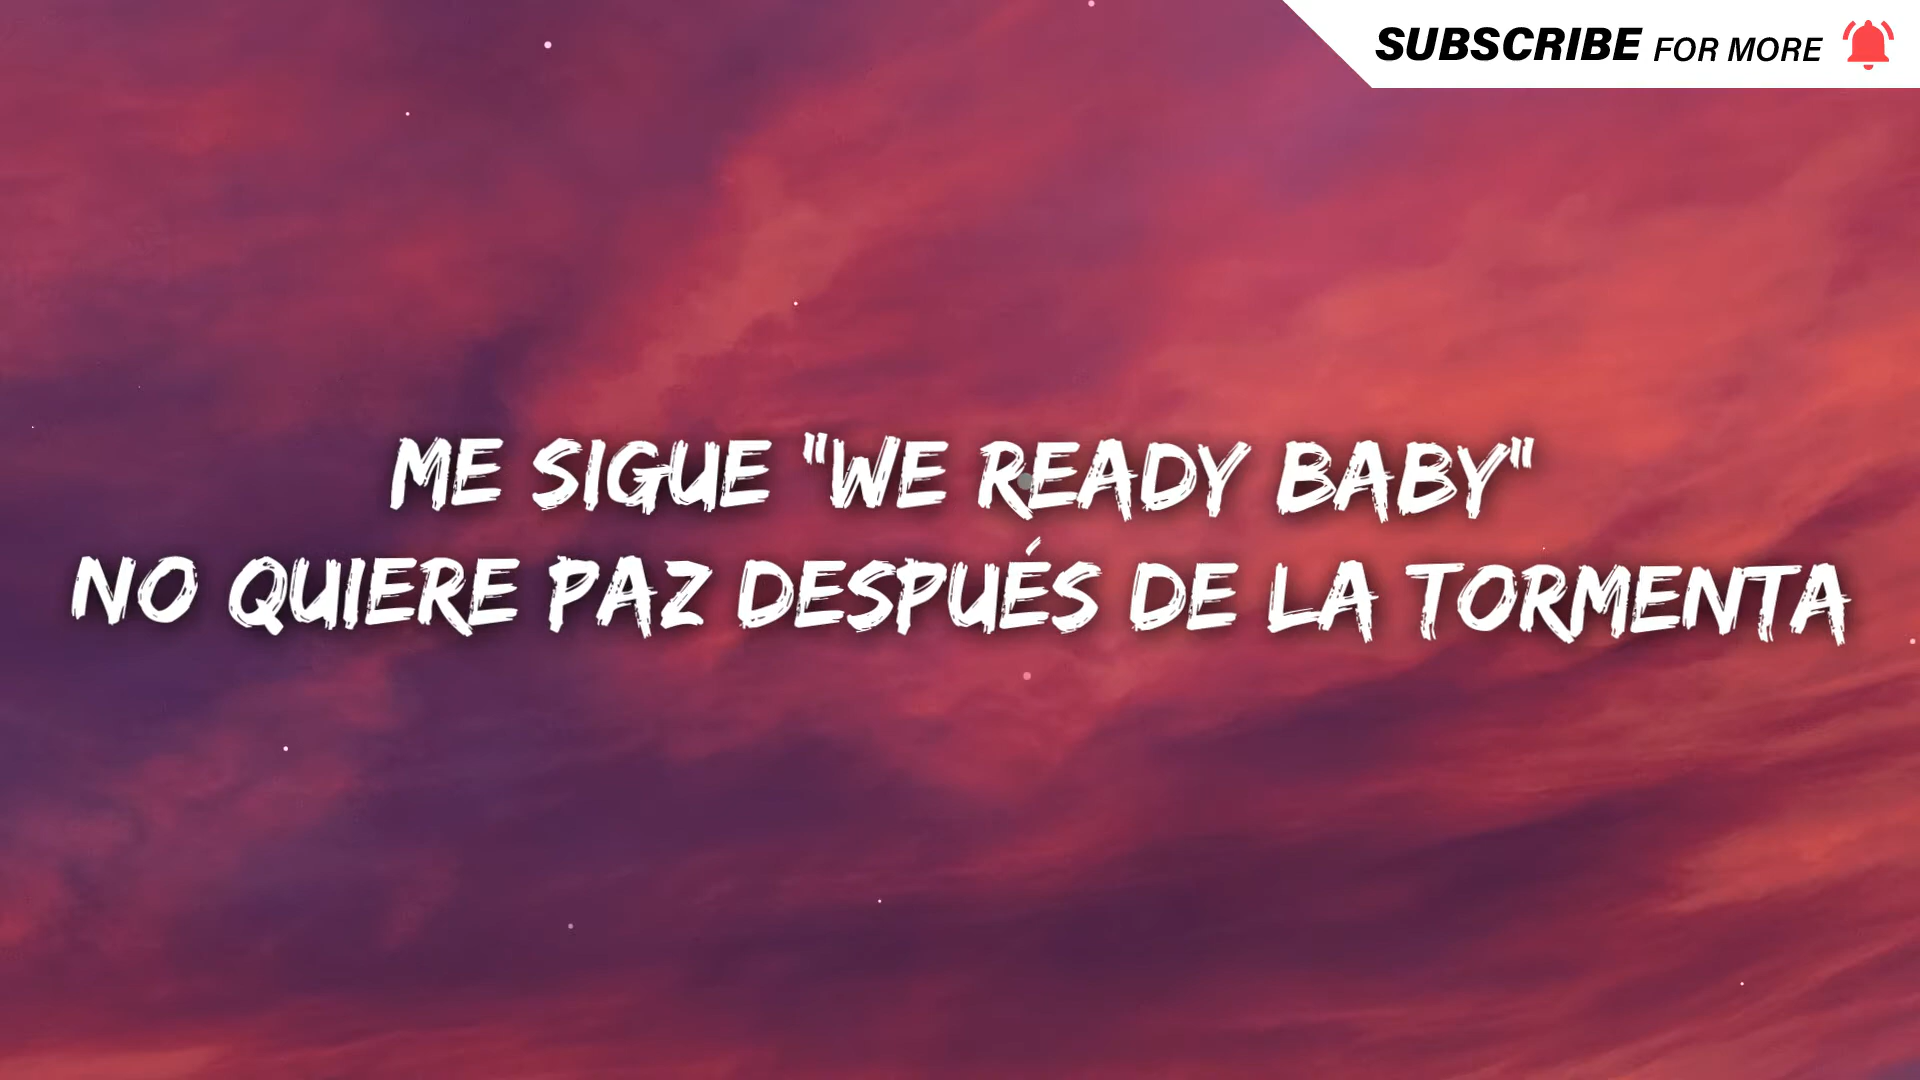 SUBSCRIBE FOR MORE
ME SIGUE "WE READY BABY"
NO QUIERE PAZ DESPUÉS DE LA TORMENTA